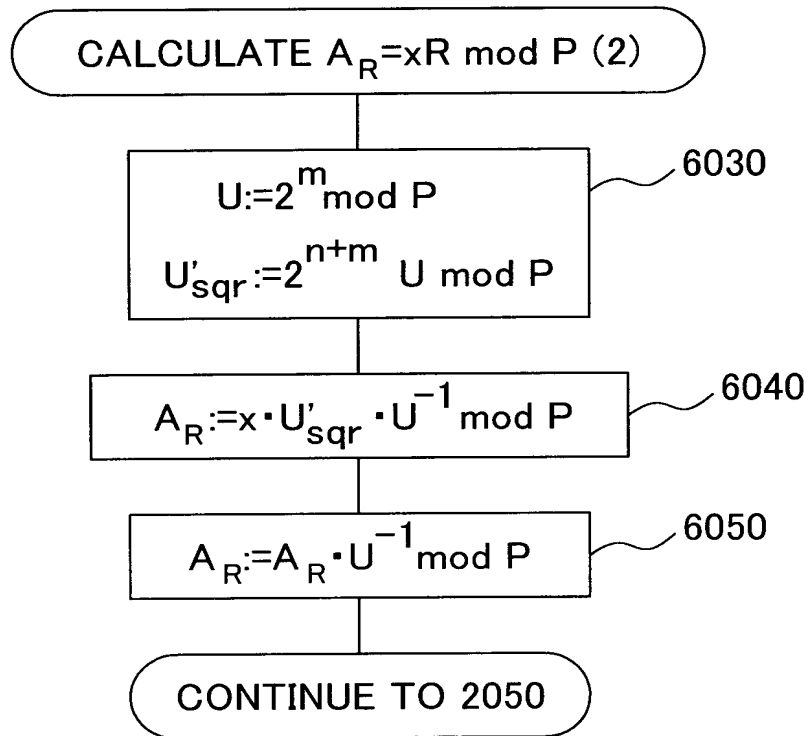 CALCULATE A_R=xR mod P (2)
6030
U:=2^m mod P
U'_sqr:=2^{n+m} U mod P
6040
A_R:=x·U'_sqr·U^{-1} mod P
6050
A_R:=A_R·U^{-1} mod P
CONTINUE TO 2050